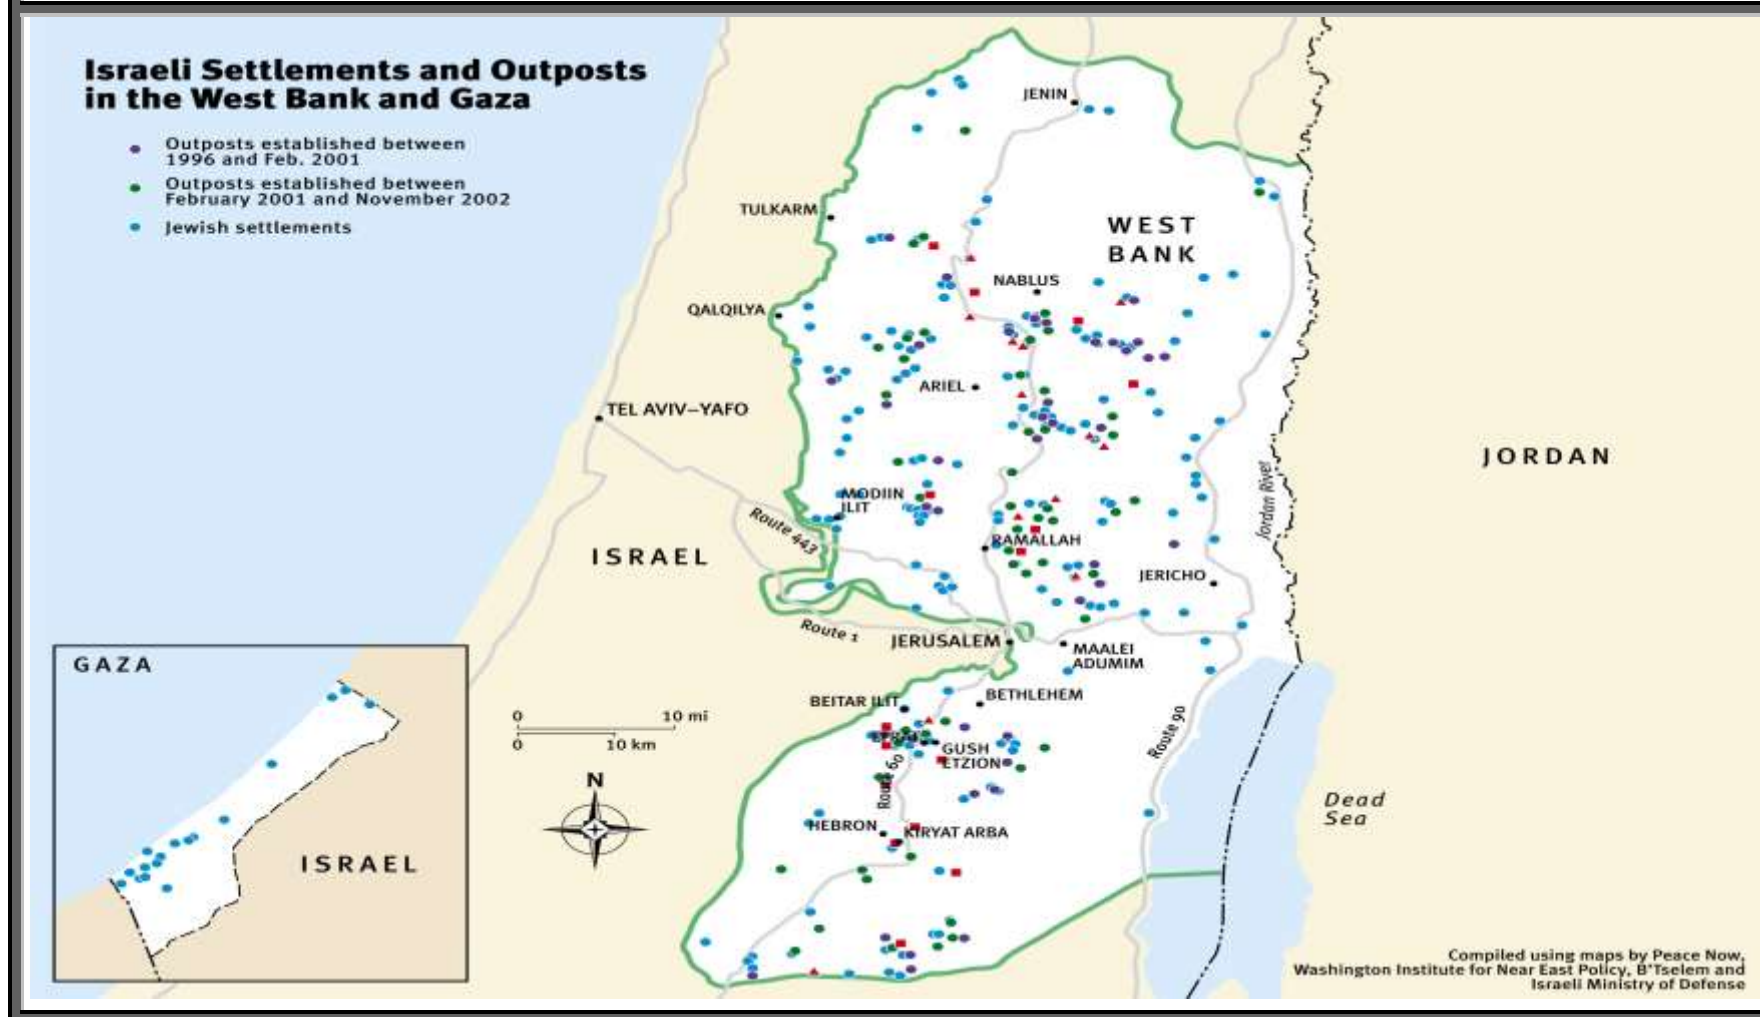 Israeli Settlements and Outposts
in the West Bank and Gaza
Outposts established between
1996 and Feb. 2001
Outposts established between
February 2001 and November 2002
Jewish settlements
JENIN
TULKARM
WEST
BANK
NABLUS
QALQILYA
ARIEL
TEL AVIV–YAFO
JORDAN
Jordan River
MODIIN
ILIT
Route 443
RAMALLAH
ISRAEL
JERICHO
Route 1
JERUSALEM
MAALEI
ADUMIM
GAZA
BETHLEHEM
BEITAR ILIT
0 10 mi
0 10 km
Route 90
GUSH
ETZION
Route 60
N
Dead
Sea
HEBRON
KIRYAT ARBA
ISRAEL
Compiled using maps by Peace Now,
Washington Institute for Near East Policy, B'Tselem and
Israeli Ministry of Defense